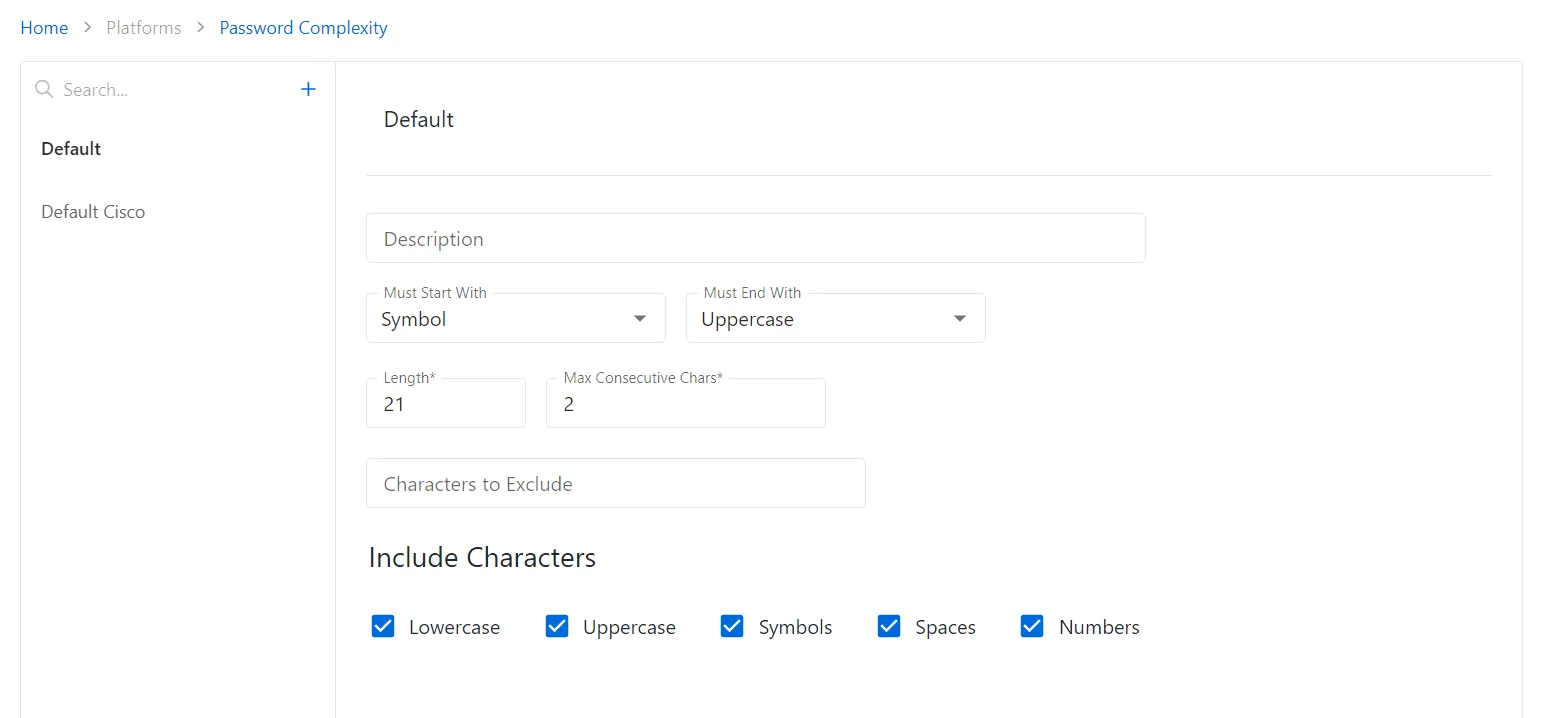 Home > Platforms > Password Complexity
Search...
+
Default
Default Cisco
Default
Description
Must Start With
Symbol
Must End With
Uppercase
Length*
21
Max Consecutive Chars*
2
Characters to Exclude
Include Characters
Lowercase Uppercase Symbols Spaces Numbers